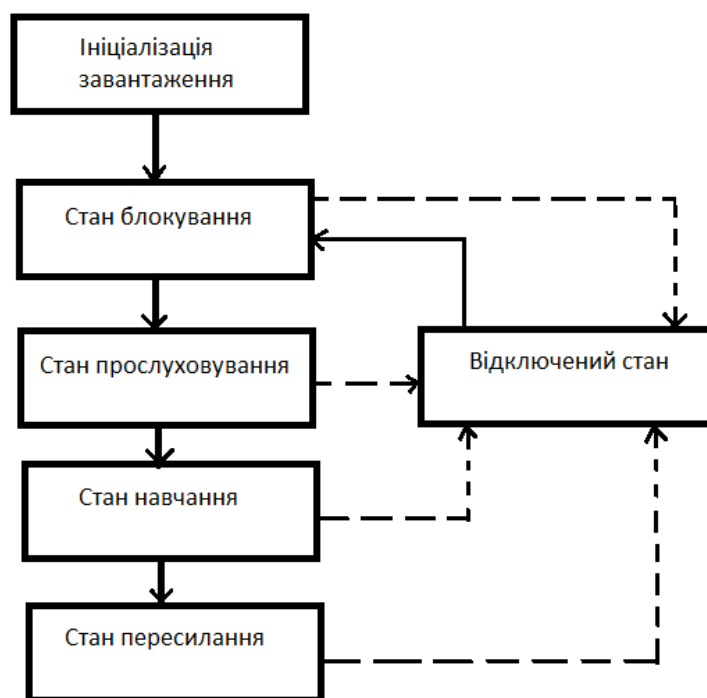 Ініціалізація
завантаження
Стан блокування
Стан прослуховування
Відключений стан
Стан навчання
Стан пересилання